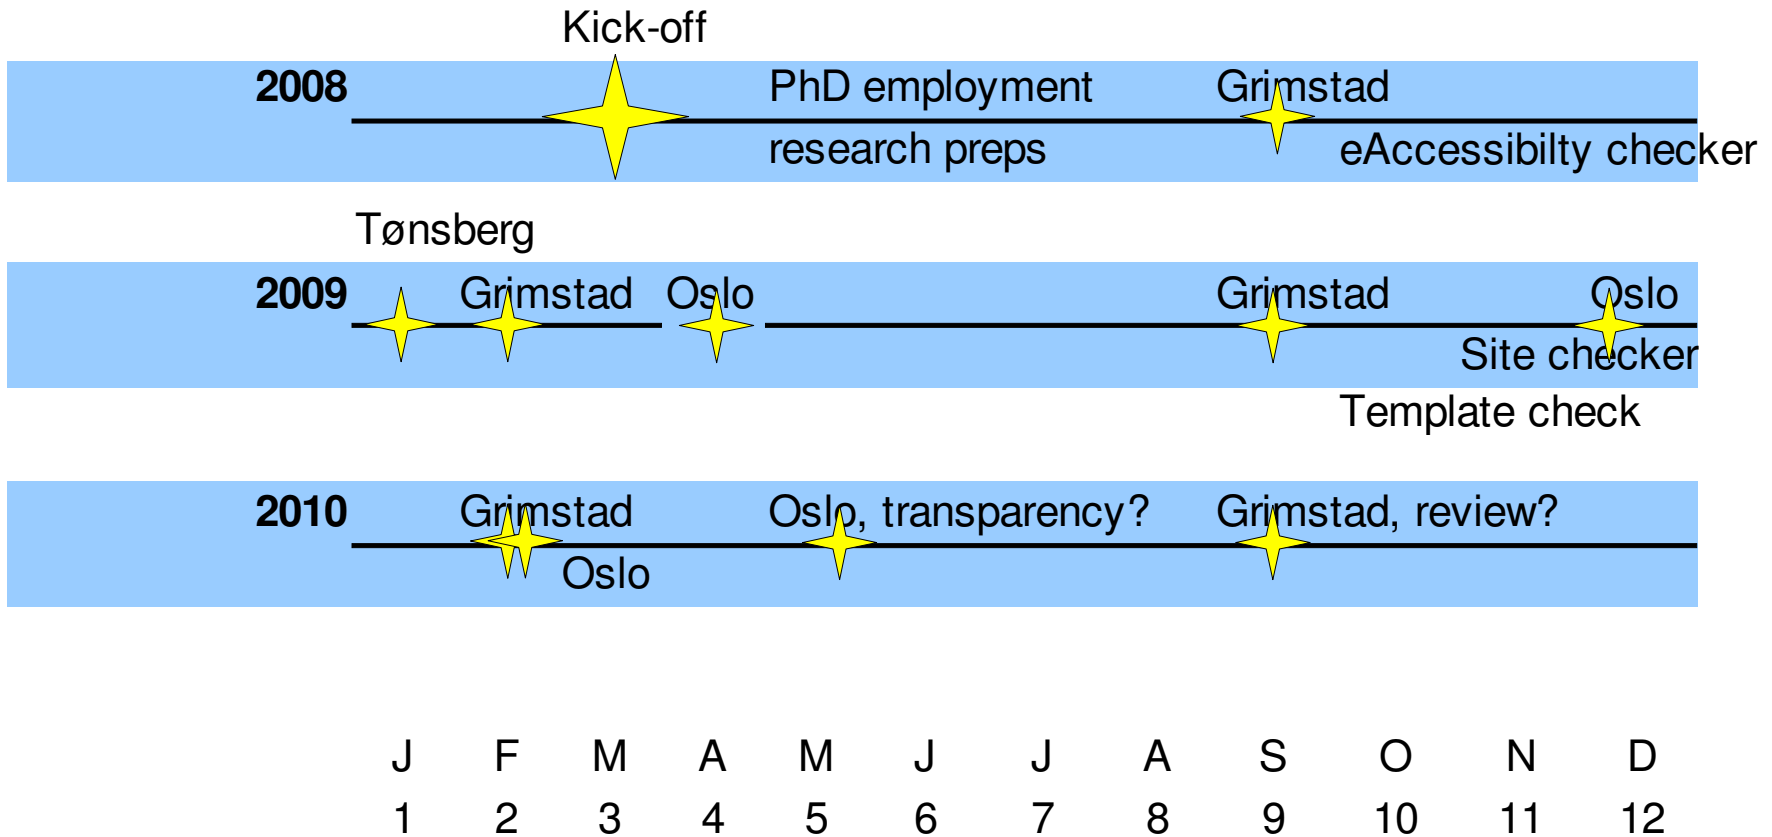 Kick-off
2008 PhD employment Grimstad
research preps eAccessibilty checker
Tønsberg
2009 Grimstad Oslo Grimstad Oslo
Site checker
Template check
2010 Grimstad Oslo, transparency? Grimstad, review?
Oslo
J F M A M J J A S O N D
1 2 3 4 5 6 7 8 9 10 11 12